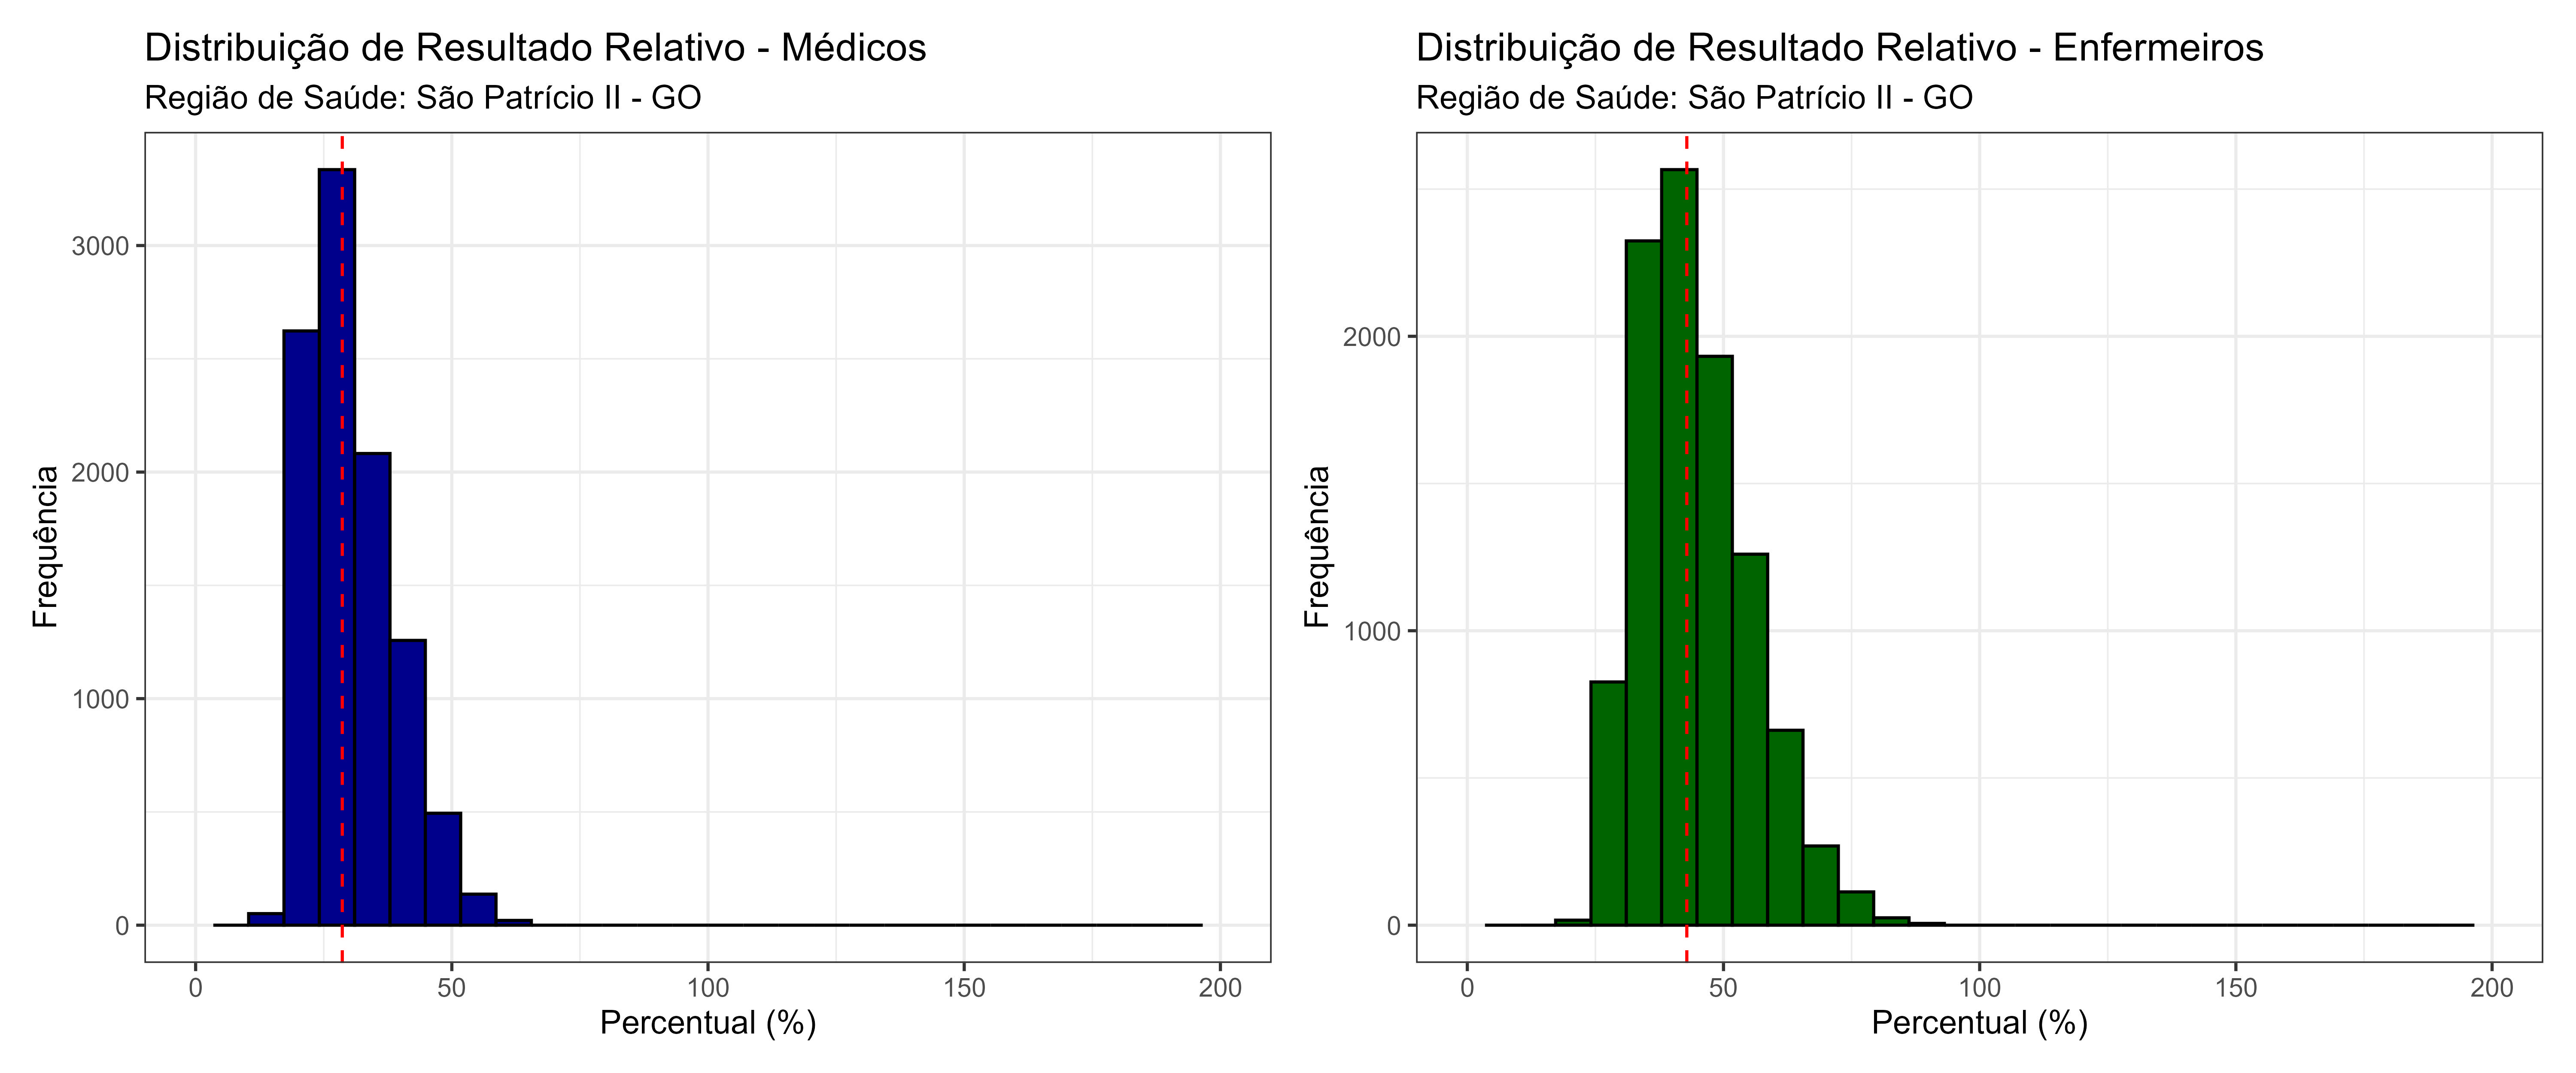 Distribuição de Resultado Relativo - Médicos
Região de Saúde: São Patrício II - GO
Frequência
3000
2000
1000
0
0 50 100 150 200
Percentual (%)
Distribuição de Resultado Relativo - Enfermeiros
Região de Saúde: São Patrício II - GO
Frequência
2000
1000
0
0 50 100 150 200
Percentual (%)